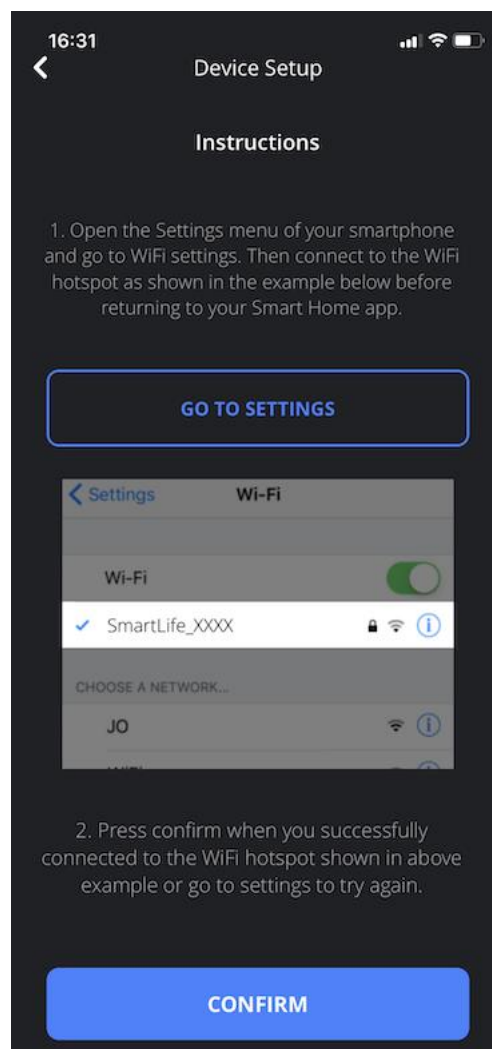 16:31
Device Setup
Instructions
1. Open the Settings menu of your smartphone
and go to WiFi settings. Then connect to the WiFi
hotspot as shown in the example below before
returning to your Smart Home app.
GO TO SETTINGS
Settings Wi-Fi
Wi-Fi
SmartLife_XXXX
CHOOSE A NETWORK...
JO
2. Press confirm when you successfully
connected to the WiFi hotspot shown in above
example or go to settings to try again.
CONFIRM